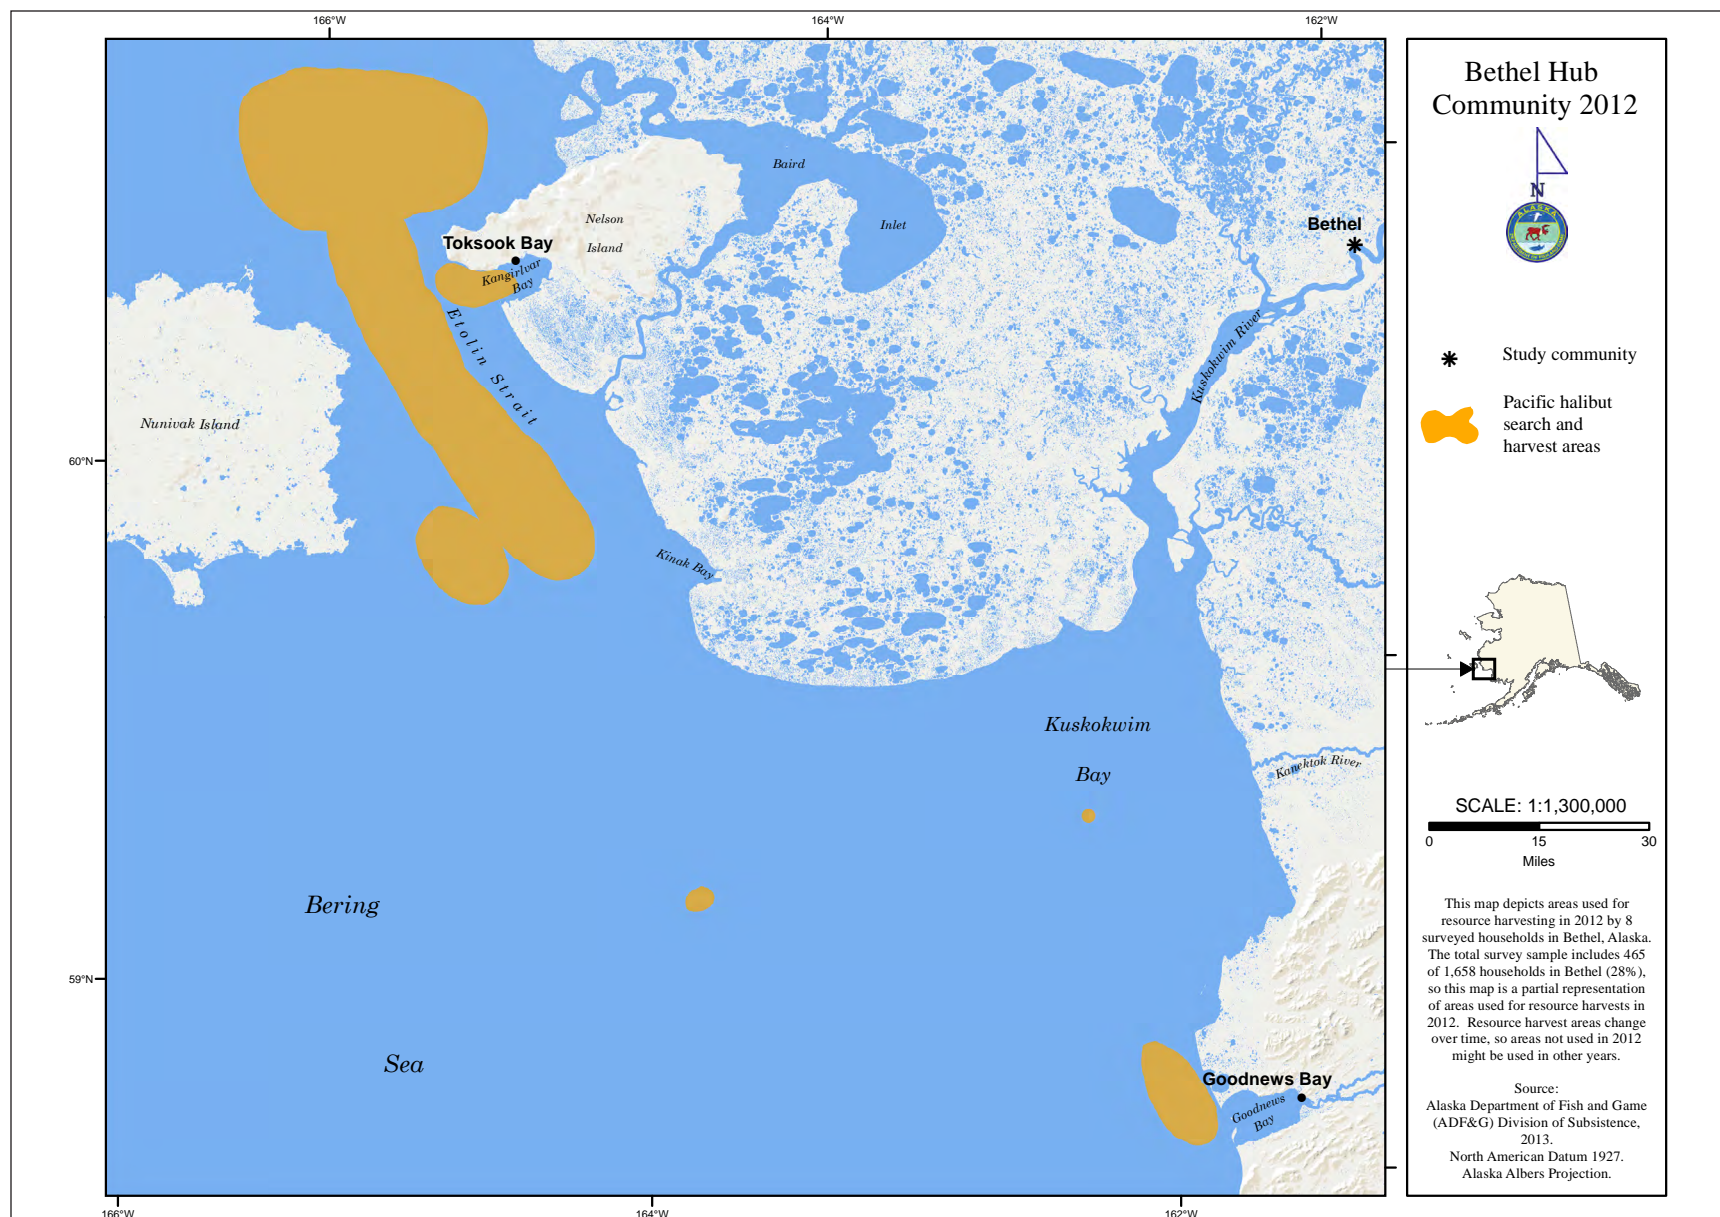 166°W
164°W
162°W
Baird
Inlet
Nelson
Island
Toksook Bay
Kangirlvar
Bay
Bethel
Etolin Strait
Kuskokwim River
Nunivak Island
60°N
Kinak Bay
Kuskokwim
Bay
Kanektok River
Bering
Sea
59°N
Goodnews Bay
Goodnews
Bay
166°W
164°W
162°W
Bethel Hub
Community 2012
N
ALASKA
Study community
Pacific halibut
search and
harvest areas
SCALE: 1:1,300,000
0 15 30
Miles
This map depicts areas used for
resource harvesting in 2012 by 8
surveyed households in Bethel, Alaska.
The total survey sample includes 465
of 1,658 households in Bethel (28%),
so this map is a partial representation
of areas used for resource harvests in
2012. Resource harvest areas change
over time, so areas not used in 2012
might be used in other years.
Source:
Alaska Department of Fish and Game
(ADF&G) Division of Subsistence,
2013.
North American Datum 1927.
Alaska Albers Projection.